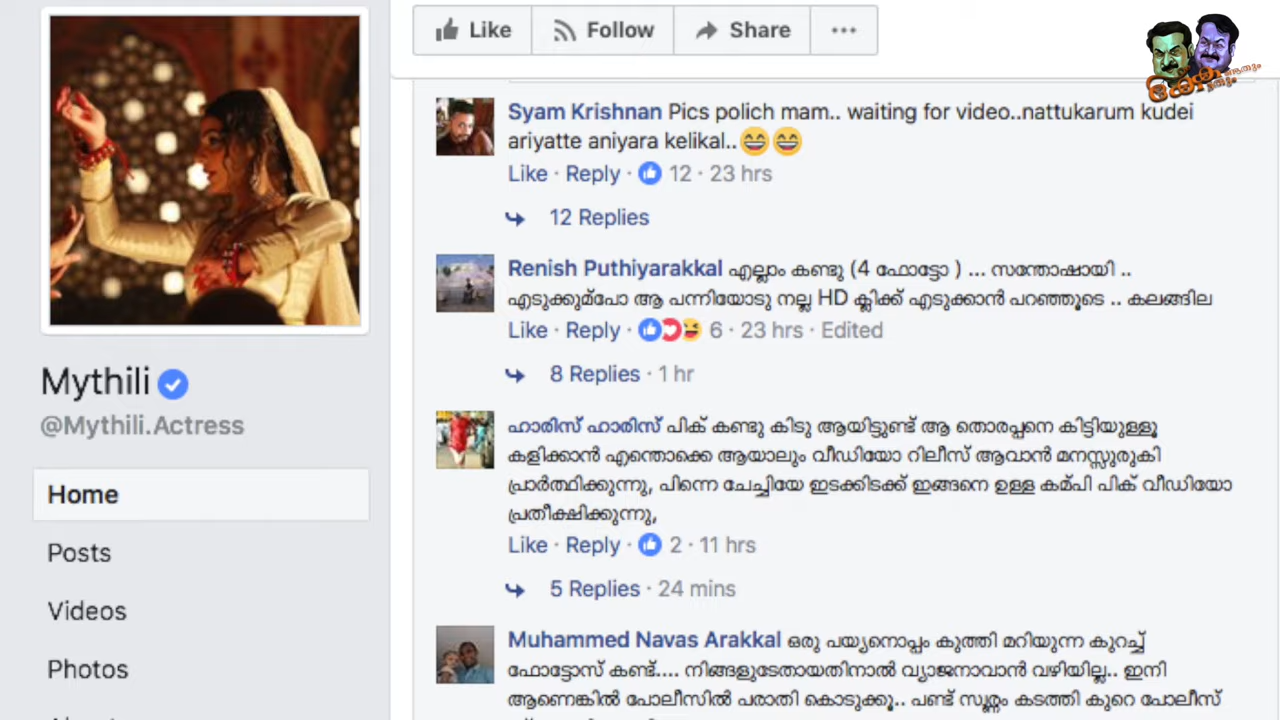 Like
Follow
Share
Syam Krishnan Pics polich mam.. waiting for video..nattukarum kudei
ariyatte aniyara kelikal..😄😄
Like · Reply · 12 · 23 hrs
12 Replies
Renish Puthiyarakkal എല്ലാം കണ്ടു (4 ഫോട്ടോ ) ... സന്തോഷായി ..
എടുക്കുമ്പോ ആ പന്നിയോടു നല്ല HD ക്ലിക്ക് എടുക്കാൻ പറഞ്ഞൂടെ .. കലങ്ങില
Like · Reply · 6 · 23 hrs · Edited
8 Replies · 1 hr
Mythili
@Mythili.Actress
ഹാരിസ് ഹാരിസ് പിക് കണ്ടു കിടു ആയിട്ടുണ്ട് ആ തൊരപ്പനെ കിട്ടിയുള്ളൂ
കളിക്കാൻ എന്തൊക്കെ ആയാലും വീഡിയോ റിലീസ് ആവാൻ മനസ്സുരുകി
പ്രാർത്ഥിക്കുന്നു, പിന്നെ ചേച്ചിയേ ഇടക്കിടക്ക് ഇങ്ങനെ ഉള്ള കമ്പി പിക് വീഡിയോ
പ്രതീക്ഷിക്കുന്നു,
Like · Reply · 2 · 11 hrs
5 Replies · 24 mins
Home
Posts
Videos
Photos
Muhammed Navas Arakkal ഒരു പയ്യനൊപ്പം കുത്തി മറിയുന്ന കുറച്ച്
ഫോട്ടോസ് കണ്ട്.... നിങ്ങളുടേതായതിനാൽ വ്യാജനാവാൻ വഴിയില്ല.. ഇനി
ആണെങ്കിൽ പോലീസിൽ പരാതി കൊടുക്കൂ.. പണ്ട് സ്വർണ്ണം കടത്തി കുറെ പോലീസ്